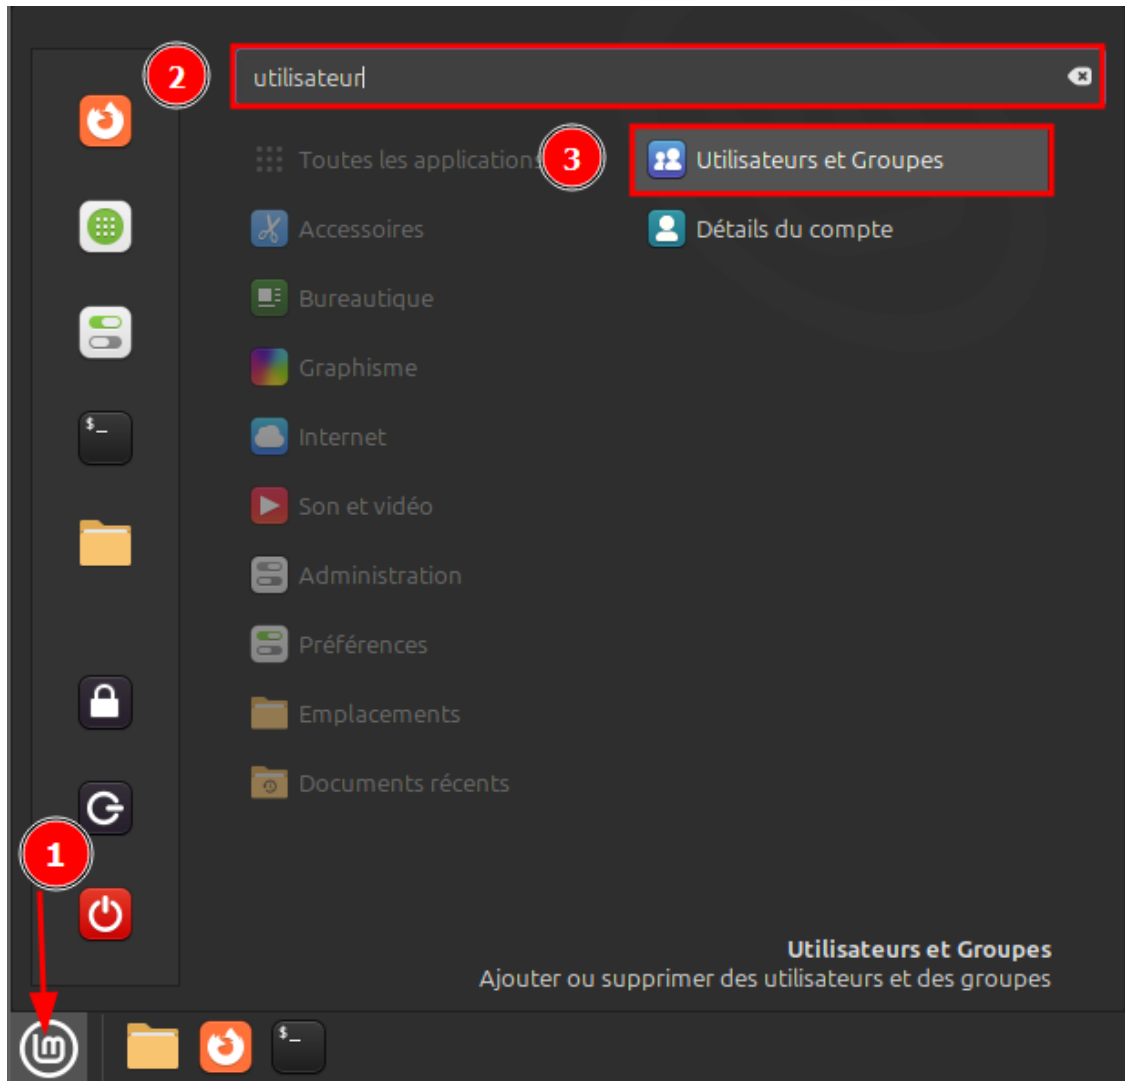 2
utilisateur
Toutes les applications
3
Utilisateurs et Groupes
Accessoires
Détails du compte
Bureautique
Graphisme
$_
Internet
Son et vidéo
Administration
Préférences
Emplacements
Documents récents
1
Utilisateurs et Groupes
Ajouter ou supprimer des utilisateurs et des groupes
lm
$_